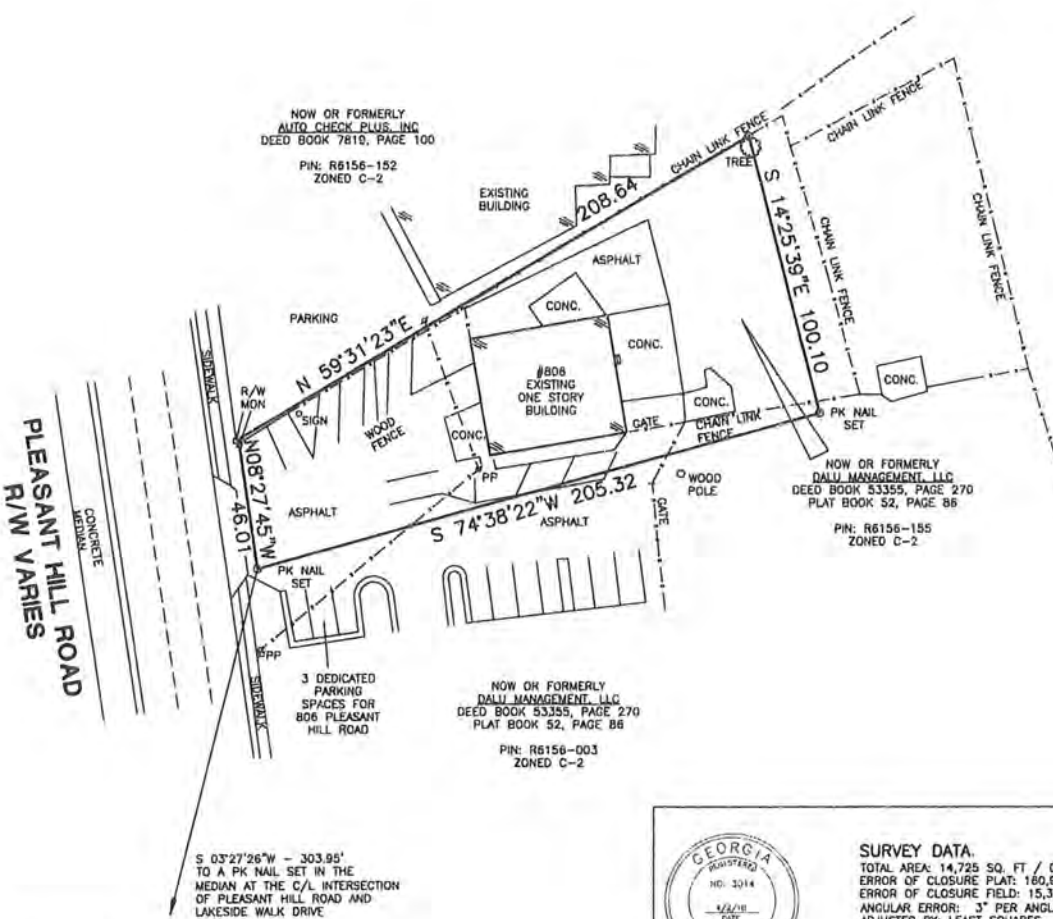 NOW OR FORMERLY
AUTO CHECK PLUS, INC
DEED BOOK 7819, PAGE 100
PIN: R6156-152
ZONED C-2
EXISTING
BUILDING
208.64
CHAIN LINK FENCE
TREE
CHAIN LINK FENCE
S 14°25'39"E 100.10
CHAIN LINK FENCE
CHAIN LINK FENCE
ASPHALT
PARKING
CONC.
CONC.
N 59°31'23"E
#806
EXISTING
ONE STORY
BUILDING
CONC.
CONC.
SIDEWALK
R/W
MON
SIGN
WOOD
FENCE
CONC.
GATE
CHAIN LINK
FENCE
PK NAIL
SET
PLEASANT HILL ROAD
R/W VARIES
CONCRETE
MEDIAN
N08°27'45"W
46.01
ASPHALT
PP
S 74°38'22"W 205.32
ASPHALT
WOOD
POLE
GATE
NOW OR FORMERLY
DALU MANAGEMENT, LLC
DEED BOOK 53355, PAGE 270
PLAT BOOK 52, PAGE 86
PIN: R6156-155
ZONED C-2
PK NAIL
SET
PP
SIDEWALK
3 DEDICATED
PARKING
SPACES FOR
806 PLEASANT
HILL ROAD
NOW OR FORMERLY
DALU MANAGEMENT, LLC
DEED BOOK 53355, PAGE 270
PLAT BOOK 52, PAGE 86
PIN: R6156-003
ZONED C-2
S 03°27'26"W - 303.95'
TO A PK NAIL SET IN THE
MEDIAN AT THE C/L INTERSECTION
OF PLEASANT HILL ROAD AND
LAKESIDE WALK DRIVE
GEORGIA
REGISTERED
NO. 3014
DATE
SURVEY DATA.
TOTAL AREA: 14,725 SQ. FT /
ERROR OF CLOSURE PLAT:
ERROR OF CLOSURE FIELD:
ANGULAR ERROR: 3" PER
ADJUSTED BY LEAST SQUARES